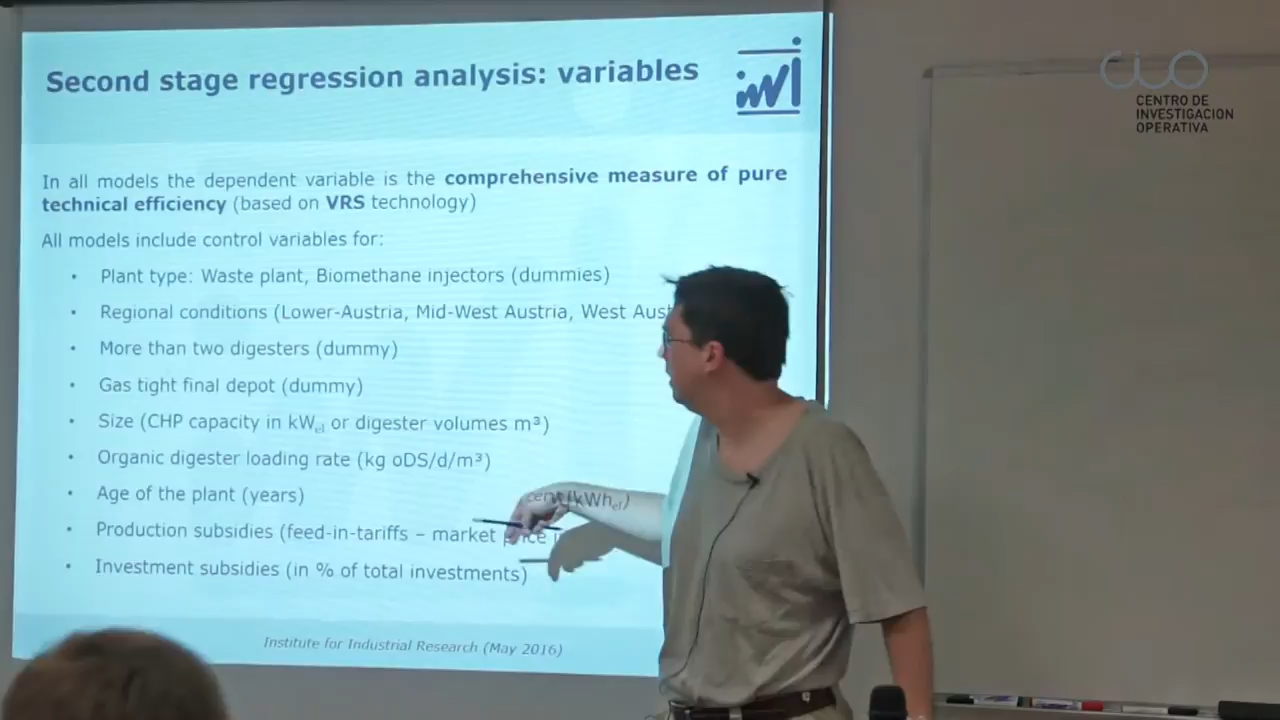 Second stage regression analysis: variables
iwi
CENTRO DE
INVESTIGACION
OPERATIVA
In all models the dependent variable is the comprehensive measure of pure
technical efficiency (based on VRS technology)
All models include control variables for:
• Plant type: Waste plant, Biomethane injectors (dummies)
• Regional conditions (Lower-Austria, Mid-West Austria, West Aust
• More than two digesters (dummy)
• Gas tight final depot (dummy)
• Size (CHP capacity in kWel or digester volumes m³)
• Organic digester loading rate (kg oDS/d/m³)
• Age of the plant (years)
• Production subsidies (feed-in-tariffs – market price cent/kWhel)
• Investment subsidies (in % of total investments)
Institute for Industrial Research (May 2016)